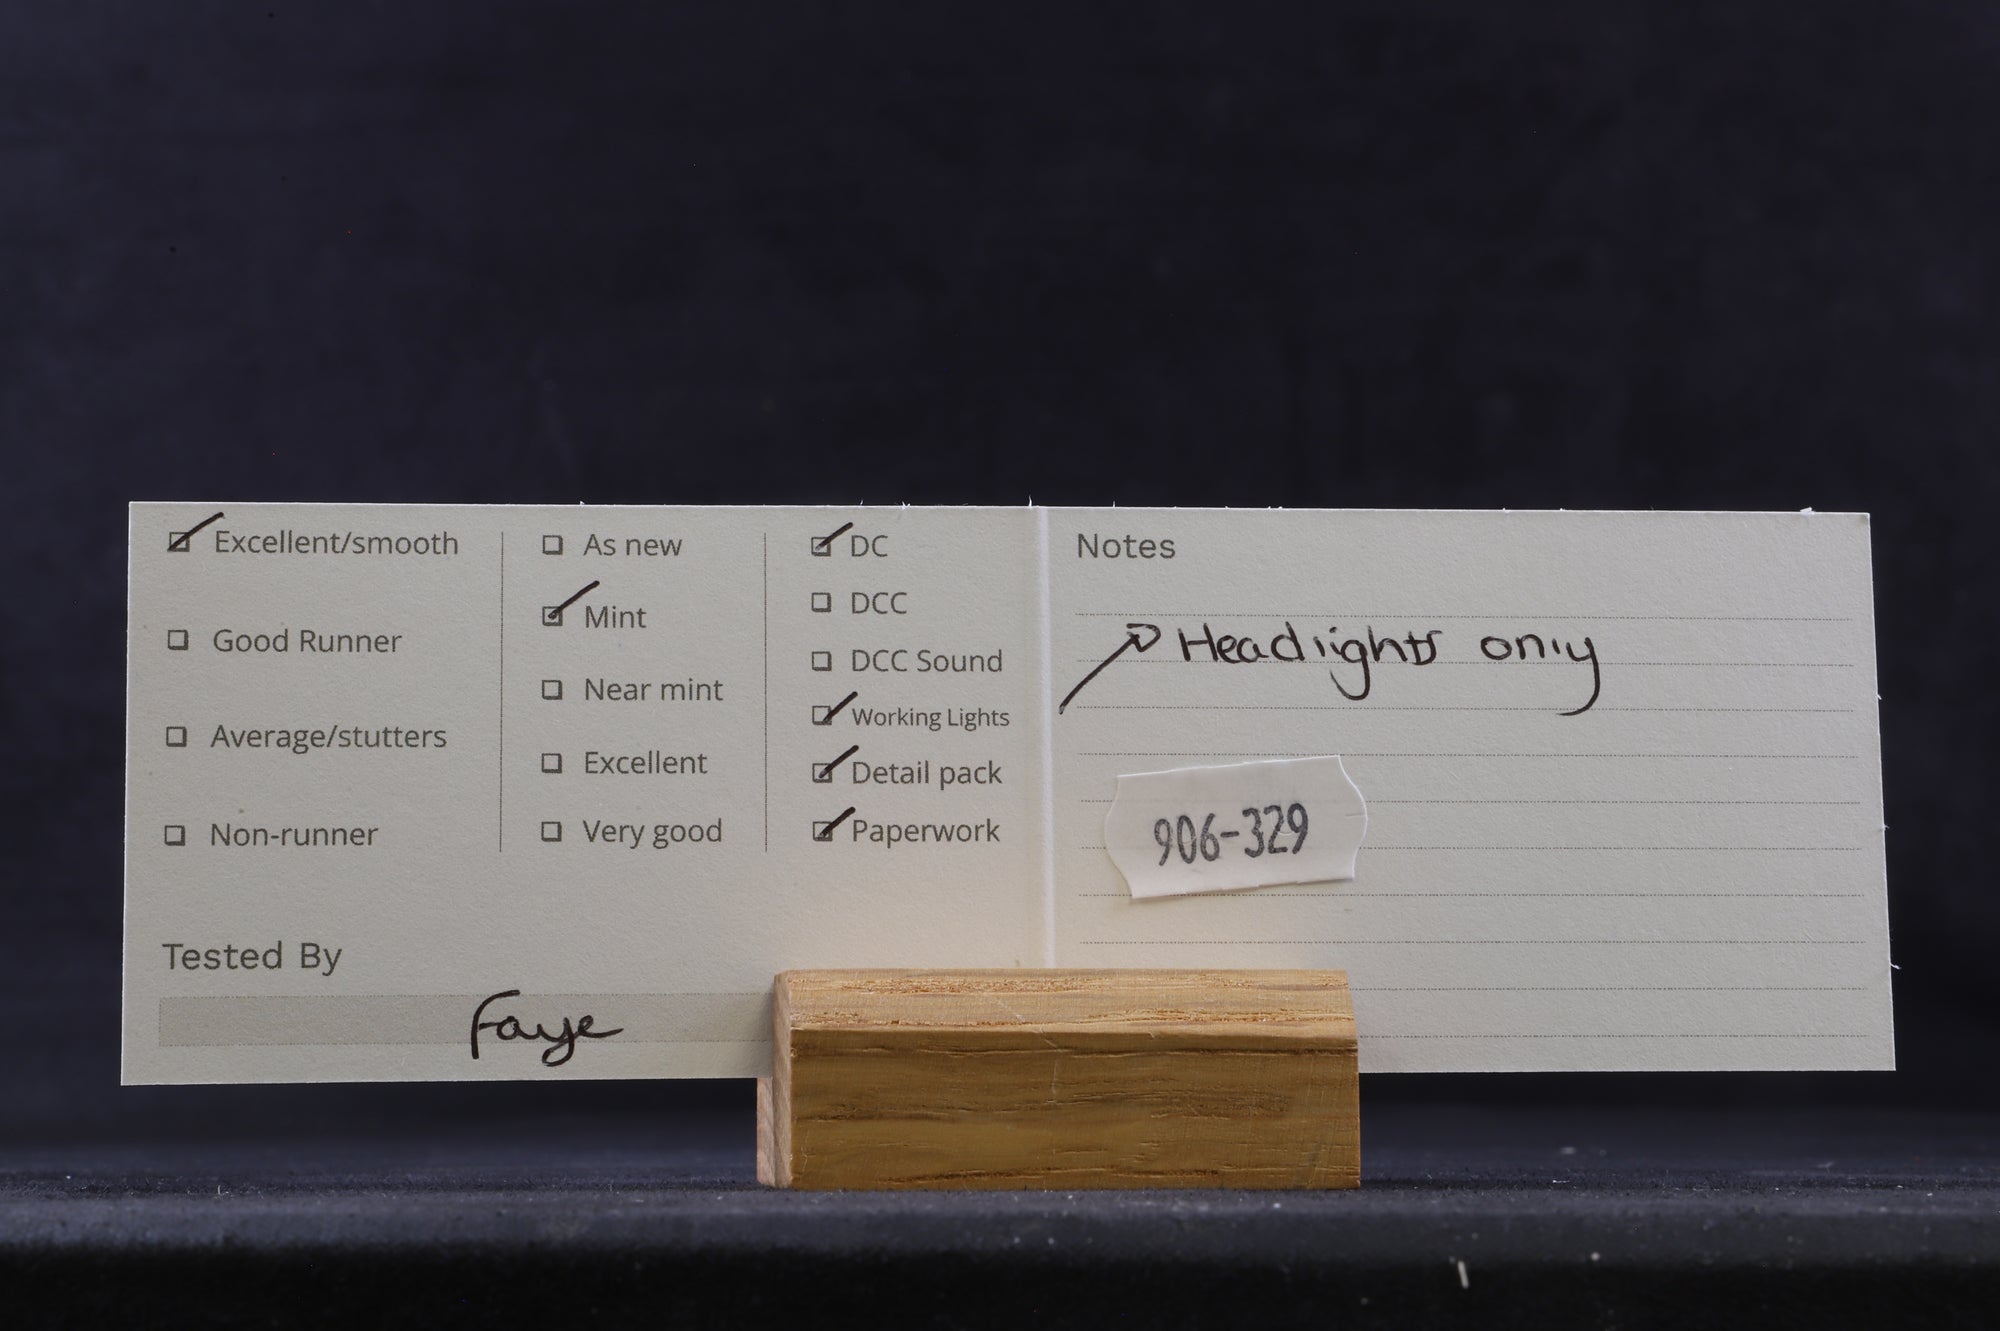 Excellent/smooth
Good Runner
Average/stutters
Non-runner
As new
Mint
Near mint
Excellent
Very good
DC
DCC
DCC Sound
Working Lights
Detail pack
Paperwork
Tested By
Faye
Notes
Headlights only
906-329